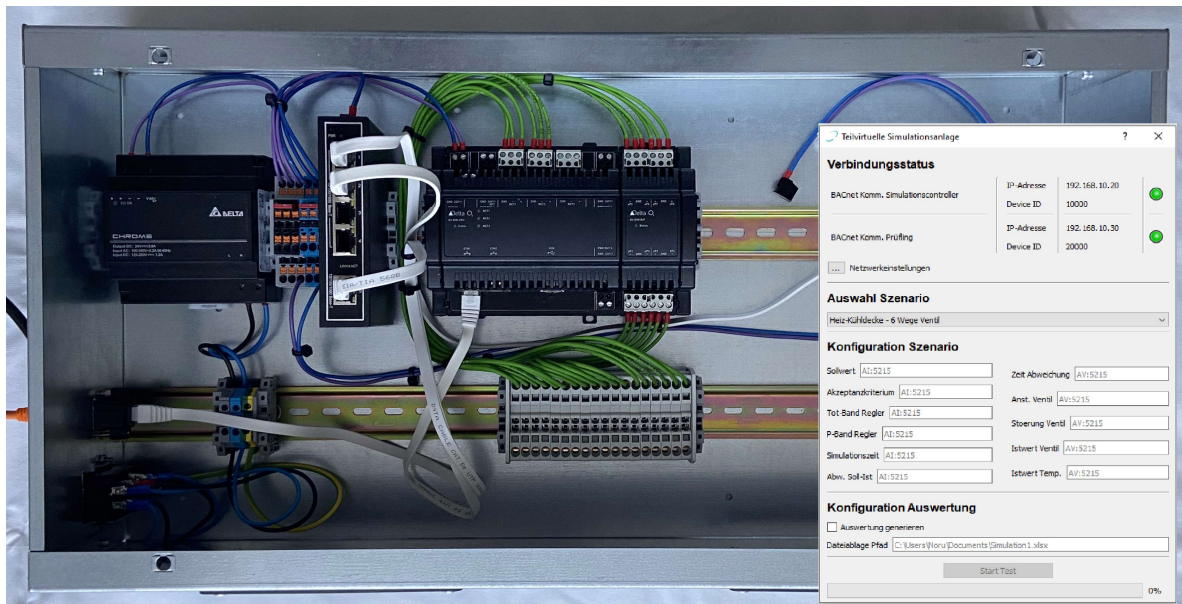 DELTA
CHROME
Delta
Delta
Teilvirtuelle Simulationsanlage ? ×
Verbindungsstatus
BACnet Komm. Simulationscontroller
IP-Adresse 192.168.10.20
Device ID 10000
BACnet Komm. Prüfling
IP-Adresse 192.168.10.30
Device ID 20000
... Netzwerkeinstellungen
Auswahl Szenario
Heiz-Kühldecke - 6 Wege Ventil
Konfiguration Szenario
Sollwert AI:5215
Akzeptanzkriterium AI:5215
Tot-Band Regler AI:5215
P-Band Regler AI:5215
Simulationszeit AI:5215
Abw. Soll-Ist AI:5215
Zeit Abweichung AV:5215
Anst. Ventil AV:5215
Stoerung Ventil AV:5215
Istwert Ventil AV:5215
Istwert Temp. AV:5215
Konfiguration Auswertung
Auswertung generieren
Dateiablage Pfad C:\Users\Noru\Documents\Simulation1.xlsx
Start Test
0%